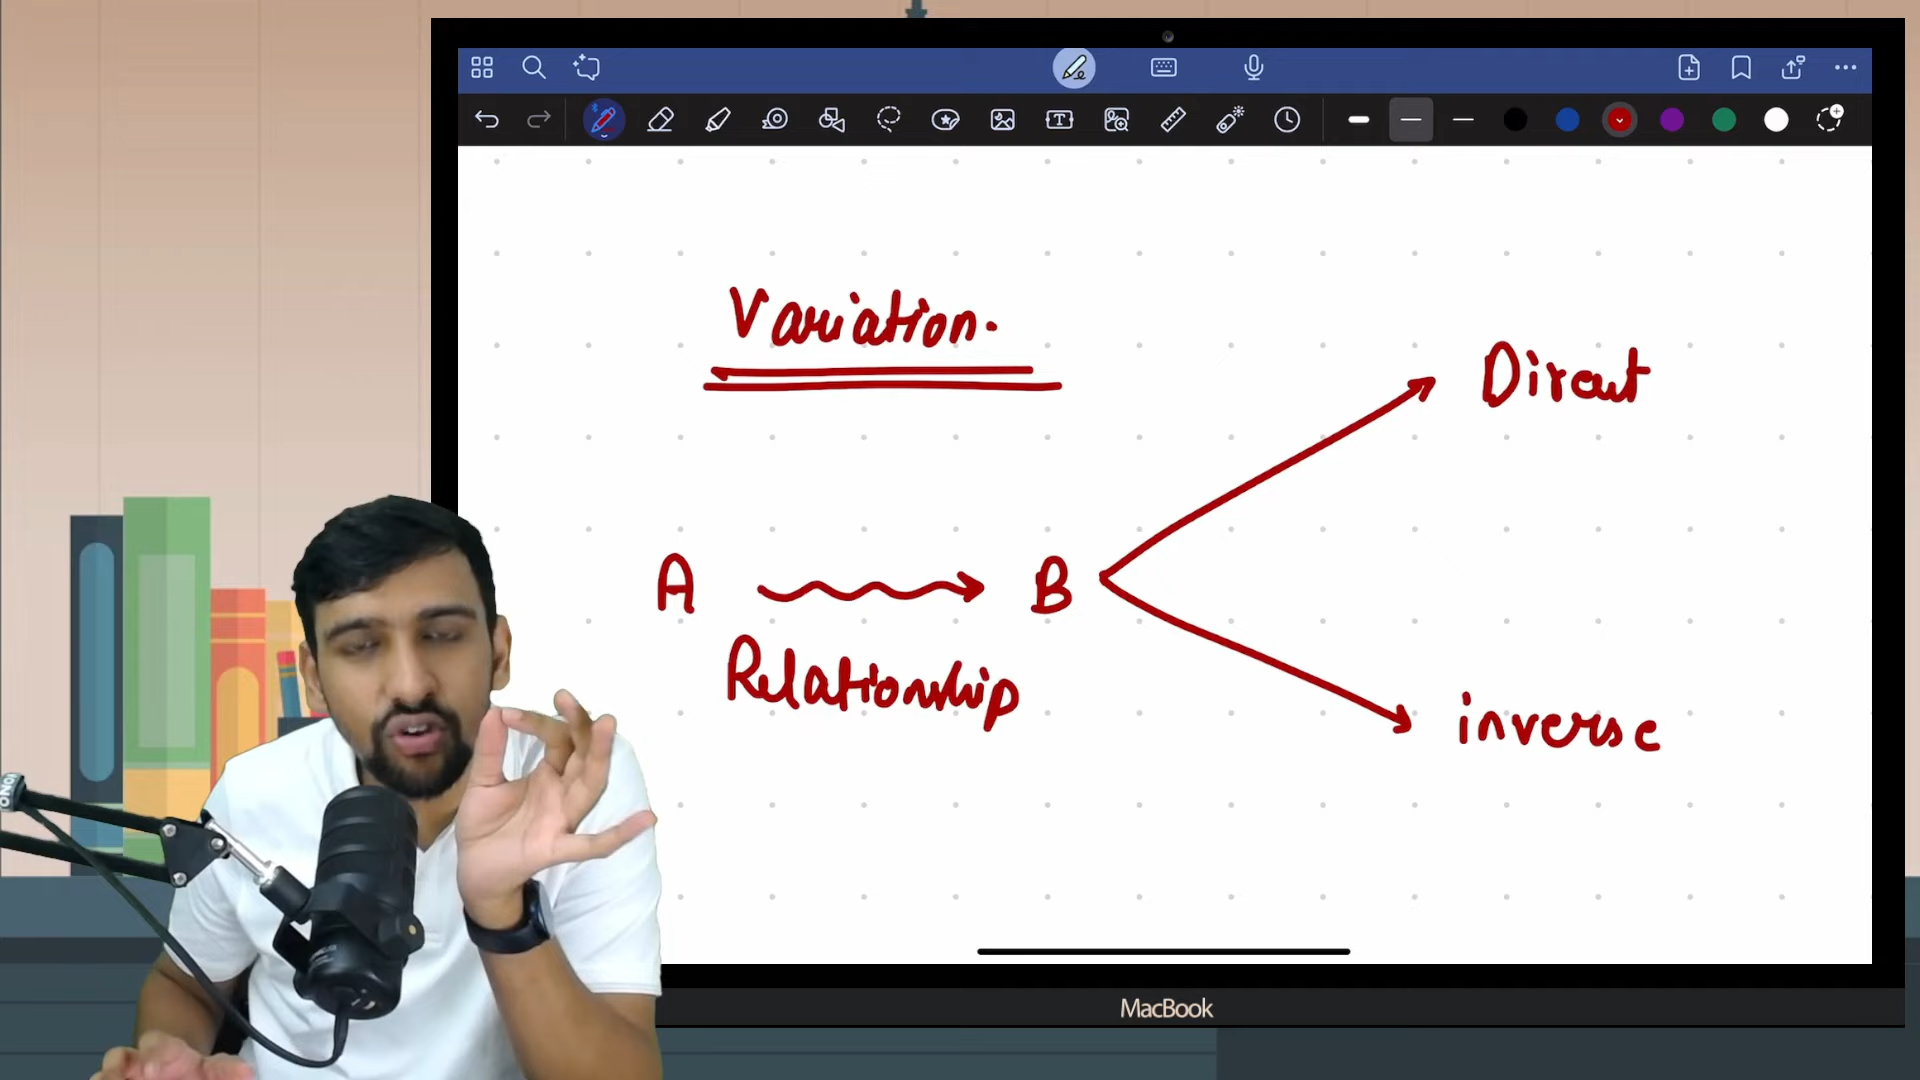 Variation.
Direct
A B
Relationship
inverse
MacBook